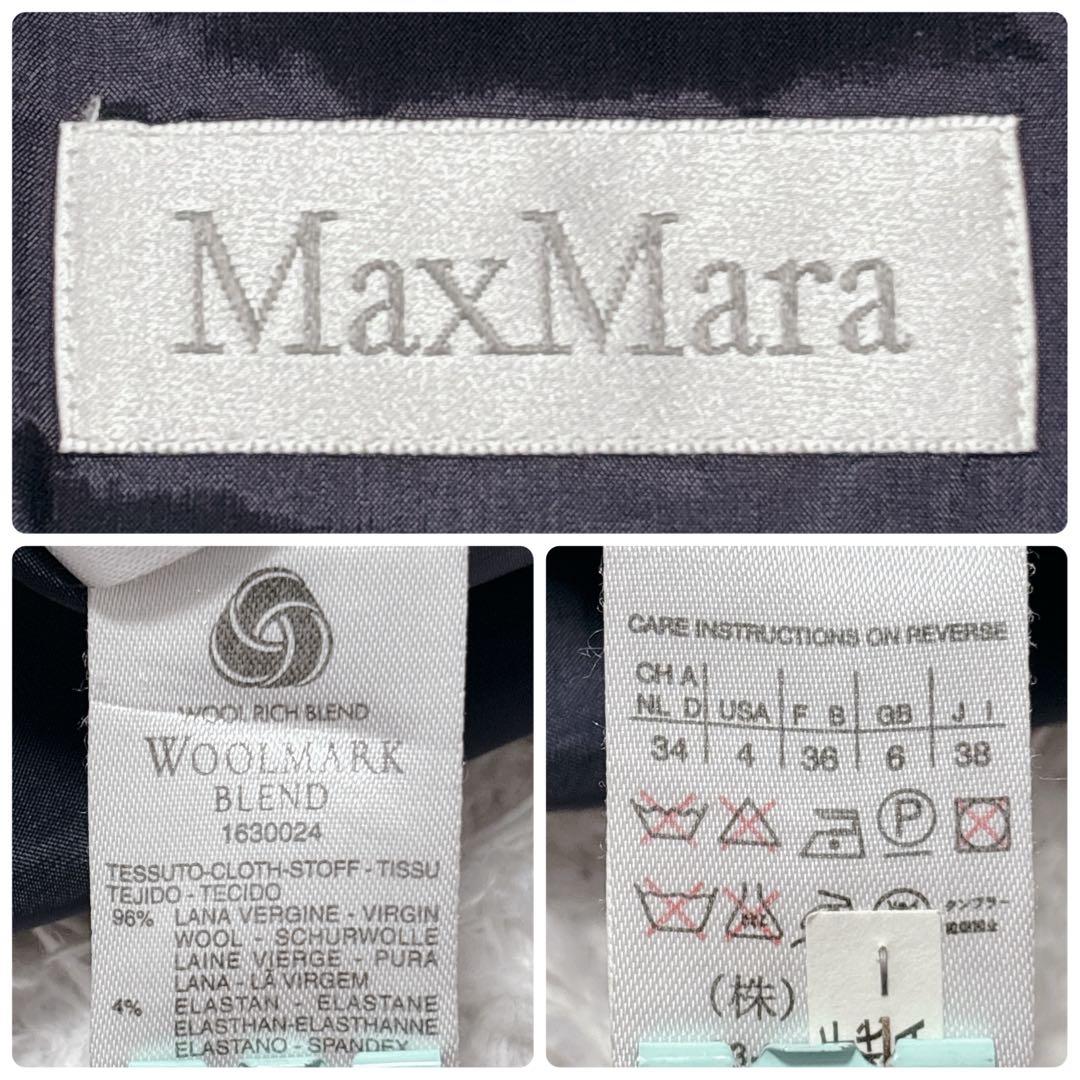 MaxMara
WOOL RICH BLEND
WOOLMARK
BLEND
1630024
TESSUTO-CLOTH-STOFF-TISSU
TEJIDO - TECIDO
96% LANA VERGINE - VIRGIN
WOOL - SCHURWOLLE
LAINE VIERGE - PURA
LANA - LÃ VIRGEM
4% ELASTAN - ELASTANE
ELASTHAN-ELASTHANNE
ELASTANO - SPANDEX
CARE INSTRUCTIONS ON REVERSE
CH A
NL D USA F B GB J I
34 4 36 6 38
P
タンブラー
(株)
I